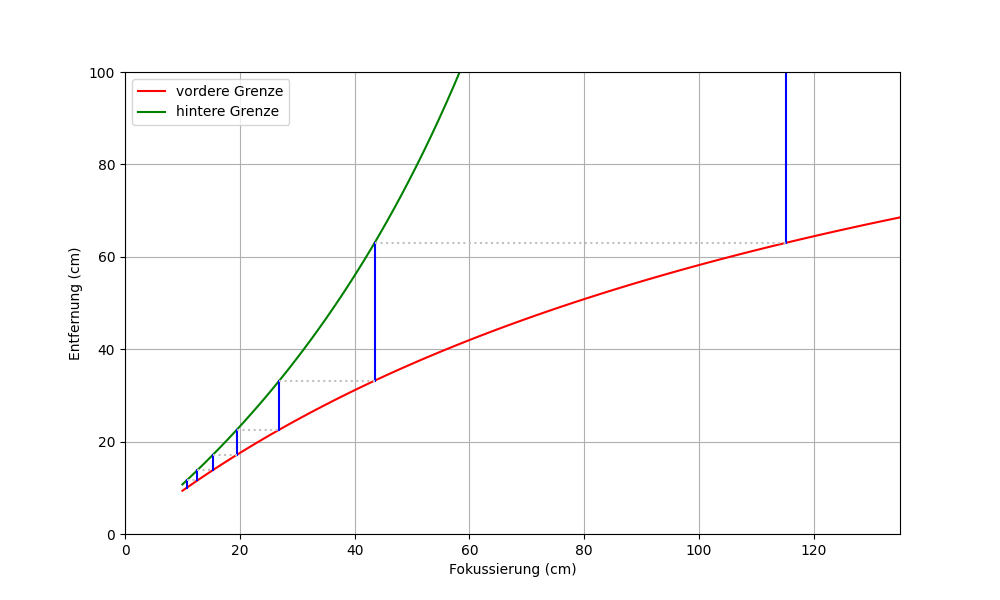 100
80
60
40
20
0
Entfernung (cm)
vordere Grenze
hintere Grenze
0 20 40 60 80 100 120
Fokussierung (cm)